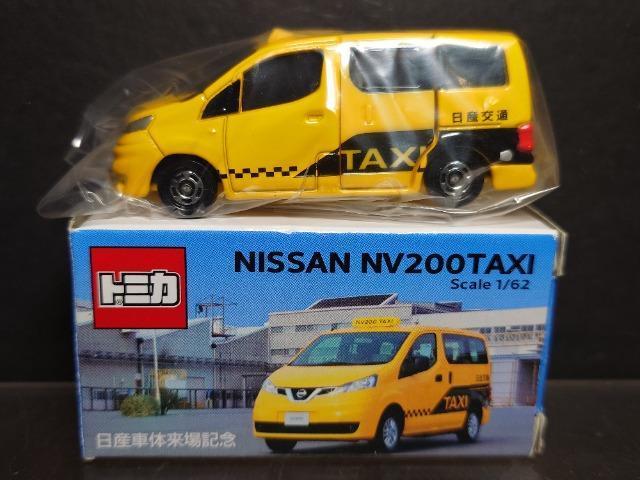 日産交通
TAXI
トミカ
NISSAN NV200TAXI
Scale 1/62
NV200 TAXI
TAXI
日産車体来場記念